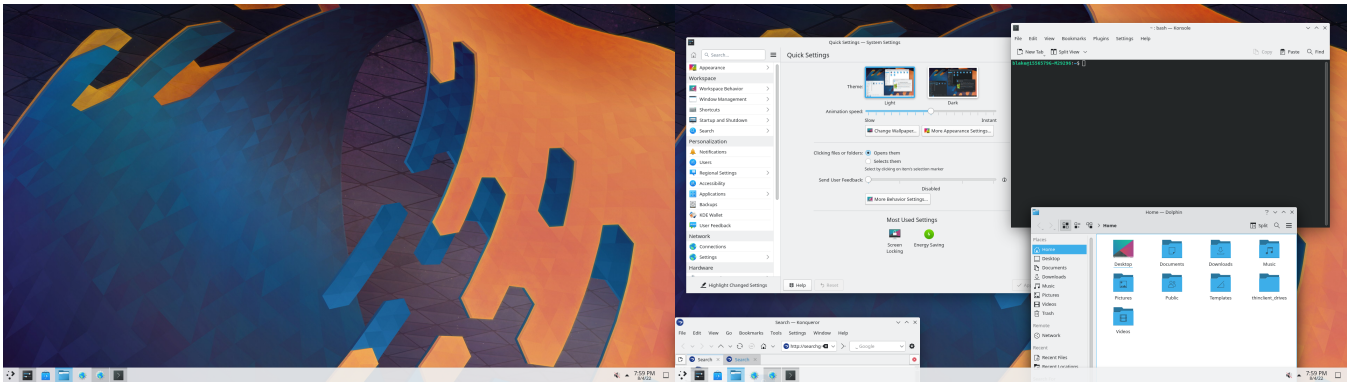 7:59 PM
9/4/22
Quick Settings — System Settings
Search...
Quick Settings
Appearance
Workspace
Workspace Behavior
Window Management
Shortcuts
Startup and Shutdown
Search
Personalization
Notifications
Users
Regional Settings
Accessibility
Applications
Backups
KDE Wallet
User Feedback
Network
Connections
Settings
Hardware
Highlight Changed Settings
Theme:
Light
Dark
Animation speed:
Slow
Instant
Change Wallpaper...
More Appearance Settings...
Clicking files or folders:
Opens them
Selects them
Select by clicking on item's selection marker
Send User Feedback:
Disabled
More Behavior Settings...
Most Used Settings
Screen
Locking
Energy Saving
Help
Reset
~ : bash — Konsole
File Edit View Bookmarks Plugins Settings Help
New Tab
Split View
Copy
Paste
Find
Home — Dolphin
Home
Split
Places
Home
Desktop
Documents
Downloads
Music
Pictures
Videos
Trash
Remote
Network
Recent
Recent Files
Recent Locations
Desktop Documents Downloads Music
Pictures Public Templates thinclient_drives
Videos
Search — Konqueror
File Edit View Go Bookmarks Tools Settings Window Help
Google
Search
Search
7:59 PM
9/4/22